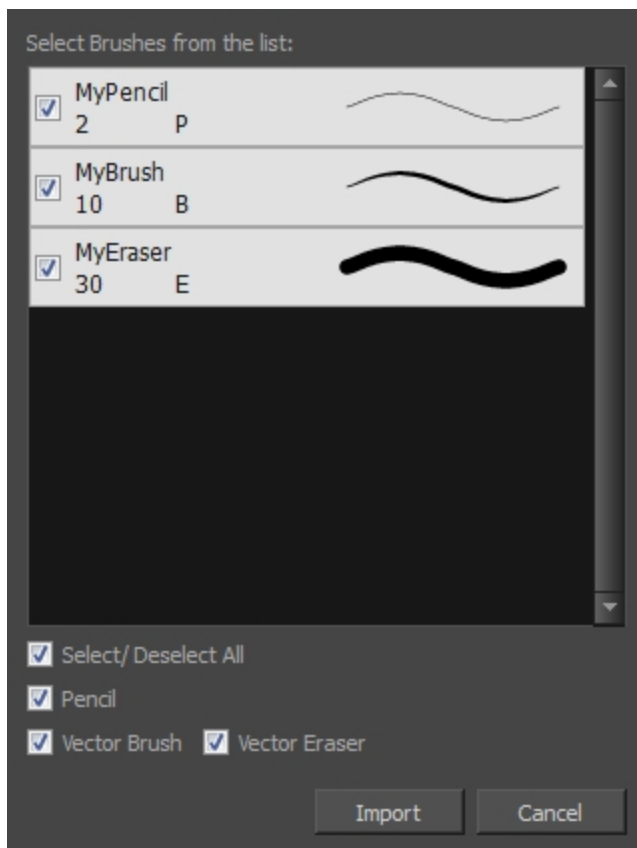 Select Brushes from the list:
MyPencil
2 P
MyBrush
10 B
MyEraser
30 E
Select/ Deselect All
Pencil
Vector Brush Vector Eraser
Import Cancel